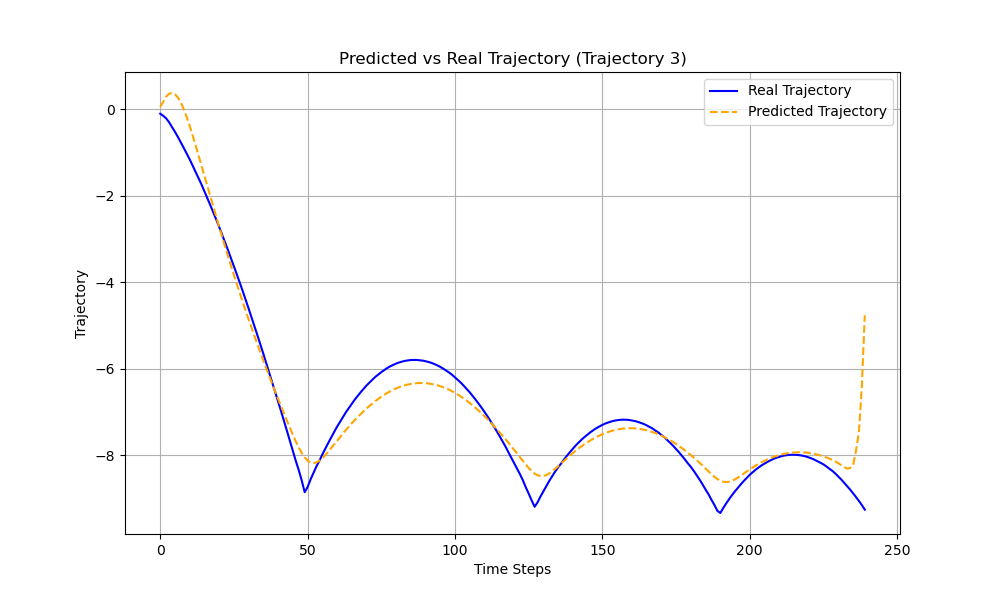 Predicted vs Real Trajectory (Trajectory 3)
Real Trajectory
Predicted Trajectory
Trajectory
0
−2
−4
−6
−8
0 50 100 150 200 250
Time Steps